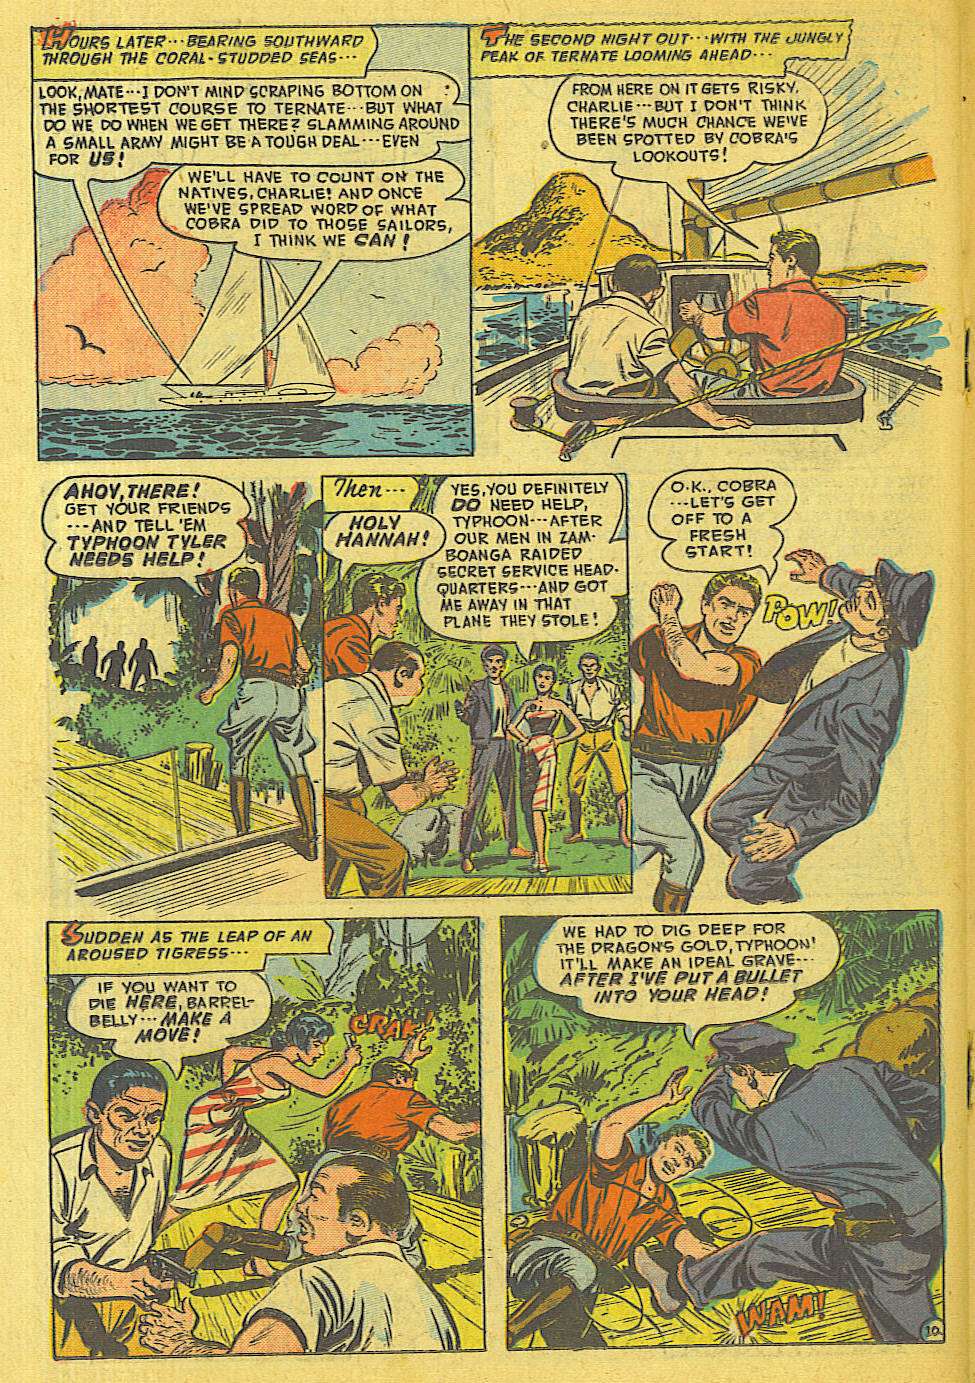 HOURS LATER--- BEARING SOUTHWARD
THROUGH THE CORAL-STUDDED SEAS---
LOOK, MATE--- I DON'T MIND SCRAPING BOTTOM ON
THE SHORTEST COURSE TO TERNATE---BUT WHAT
DO WE DO WHEN WE GET THERE? SLAMMING AROUND
A SMALL ARMY MIGHT BE A TOUGH DEAL---EVEN
FOR US!
WE'LL HAVE TO COUNT ON THE
NATIVES, CHARLIE! AND ONCE
WE'VE SPREAD WORD OF WHAT
COBRA DID TO THOSE SAILORS,
I THINK WE CAN!
THE SECOND NIGHT OUT---WITH THE JUNGLY
PEAK OF TERNATE LOOMING AHEAD---
FROM HERE ON IT GETS RISKY,
CHARLIE---BUT I DON'T THINK
THERE'S MUCH CHANCE WE'VE
BEEN SPOTTED BY COBRA'S
LOOKOUTS!
AHOY, THERE!
GET YOUR FRIENDS
---AND TELL 'EM
TYPHOON TYLER
NEEDS HELP!
Then---
HOLY
HANNAH!
YES, YOU DEFINITELY
DO NEED HELP,
TYPHOON---AFTER
OUR MEN IN ZAM-
BOANGA RAIDED
SECRET SERVICE HEAD-
QUARTERS---AND GOT
ME AWAY IN THAT
PLANE THEY STOLE!
O.K., COBRA
---LET'S GET
OFF TO A
FRESH
START!
POW!
SUDDEN AS THE LEAP OF AN
AROUSED TIGRESS---
IF YOU WANT TO
DIE HERE, BARREL-
BELLY--- MAKE A
MOVE!
CRAK!
WE HAD TO DIG DEEP FOR
THE DRAGON'S GOLD, TYPHOON!
IT'LL MAKE AN IDEAL GRAVE---
AFTER I'VE PUT A BULLET
INTO YOUR HEAD!
WAM!
10